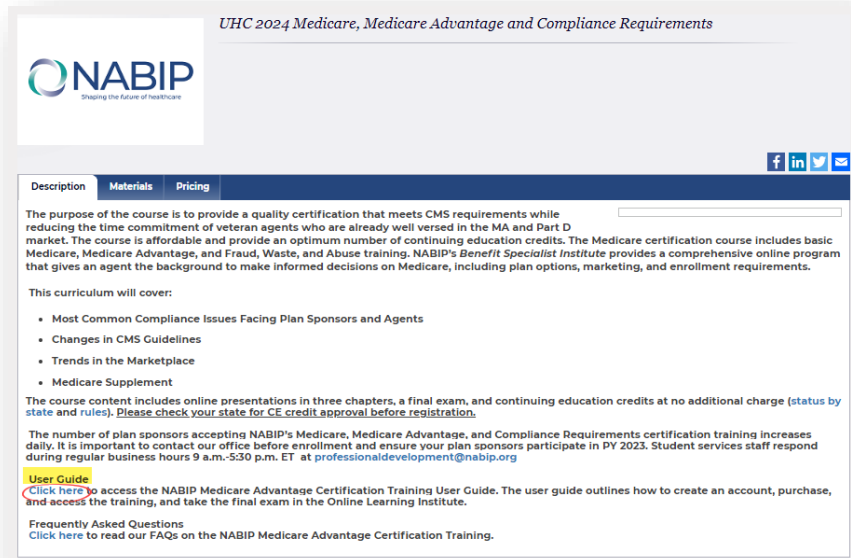 UHC 2024 Medicare, Medicare Advantage and Compliance Requirements
NABIP
Shaping the future of healthcare
f in
Description Materials Pricing
The purpose of the course is to provide a quality certification that meets CMS requirements while
reducing the time commitment of veteran agents who are already well versed in the MA and Part D
market. The course is affordable and provide an optimum number of continuing education credits. The Medicare certification course includes basic
Medicare, Medicare Advantage, and Fraud, Waste, and Abuse training. NABIP's Benefit Specialist Institute provides a comprehensive online program
that gives an agent the background to make informed decisions on Medicare, including plan options, marketing, and enrollment requirements.
This curriculum will cover:
• Most Common Compliance Issues Facing Plan Sponsors and Agents
• Changes in CMS Guidelines
• Trends in the Marketplace
• Medicare Supplement
The course content includes online presentations in three chapters, a final exam, and continuing education credits at no additional charge (status by
state and rules). Please check your state for CE credit approval before registration.
The number of plan sponsors accepting NABIP's Medicare, Medicare Advantage, and Compliance Requirements certification training increases
daily. It is important to contact our office before enrollment and ensure your plan sponsors participate in PY 2023. Student services staff respond
during regular business hours 9 a.m.-5:30 p.m. ET at professionaldevelopment@nabip.org
User Guide
Click here to access the NABIP Medicare Advantage Certification Training User Guide. The user guide outlines how to create an account, purchase,
and access the training, and take the final exam in the Online Learning Institute.
Frequently Asked Questions
Click here to read our FAQs on the NABIP Medicare Advantage Certification Training.